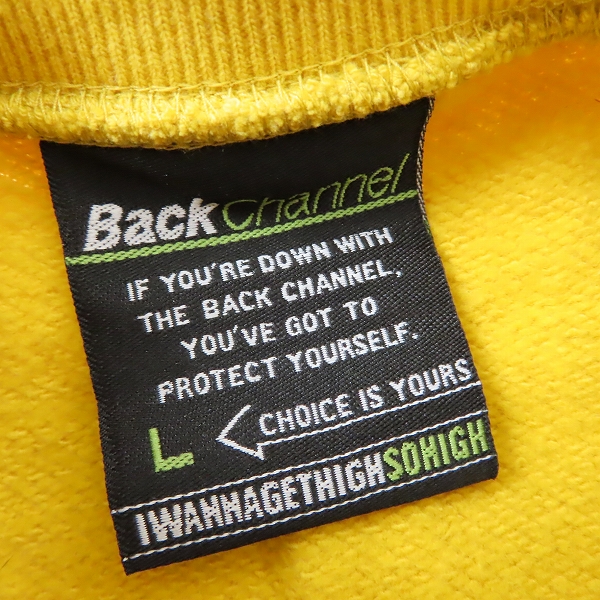 Back Channel
IF YOU'RE DOWN WITH
THE BACK CHANNEL,
YOU'VE GOT TO
PROTECT YOURSELF.
L CHOICE IS YOURS
IWANNAGETHIGHSOHIGH